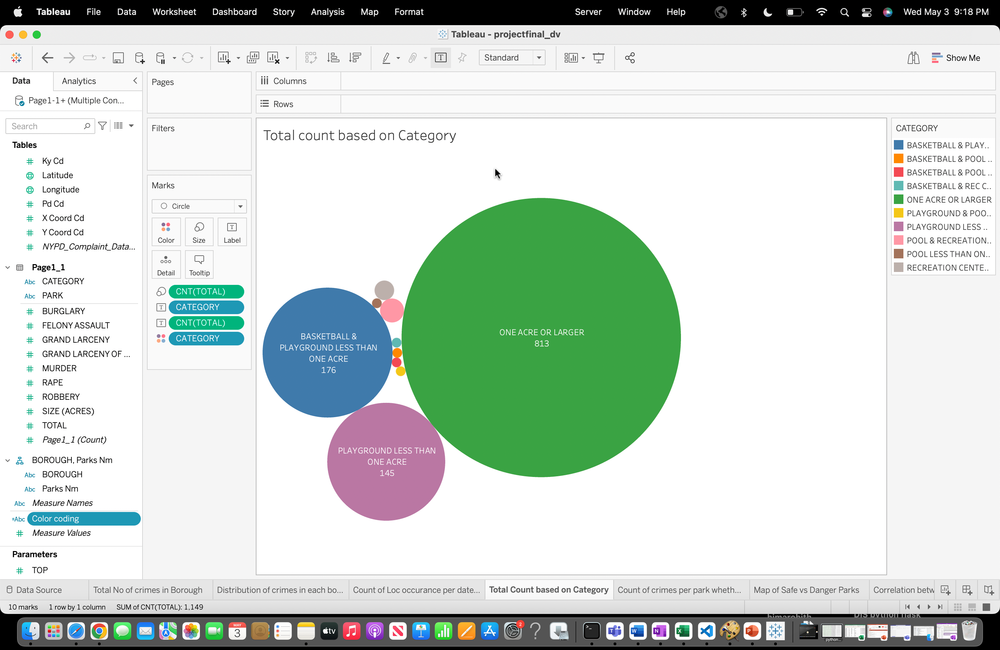 Tableau File Data Worksheet Dashboard Story Analysis Map Format Server Window Help Wed May 3 9:18 PM
Tableau - projectfinal_dv
Standard
Show Me
Data Analytics
Page1-1+ (Multiple Con...
Search
Tables
# Ky Cd
Latitude
Longitude
# Pd Cd
# X Coord Cd
# Y Coord Cd
# NYPD_Complaint_Data...
Page1_1
Abc CATEGORY
Abc PARK
# BURGLARY
# FELONY ASSAULT
# GRAND LARCENY
# GRAND LARCENY OF ...
# MURDER
# RAPE
# ROBBERY
# SIZE (ACRES)
# TOTAL
# Page1_1 (Count)
BOROUGH, Parks Nm
Abc BOROUGH
Abc Parks Nm
Abc Measure Names
=Abc Color coding
# Measure Values
Parameters
# TOP
Pages
Filters
Marks
Circle
Color Size T Label
Detail Tooltip
CNT(TOTAL)
T CATEGORY
T CNT(TOTAL)
CATEGORY
Columns
Rows
Total count based on Category
BASKETBALL &
PLAYGROUND LESS THAN
ONE ACRE
176
ONE ACRE OR LARGER
813
PLAYGROUND LESS THAN
ONE ACRE
145
CATEGORY
BASKETBALL & PLAY..
BASKETBALL & POOL ..
BASKETBALL & POOL ..
BASKETBALL & REC C..
ONE ACRE OR LARGER
PLAYGROUND & POO..
PLAYGROUND LESS ..
POOL & RECREATION..
POOL LESS THAN ON..
RECREATION CENTE..
Data Source Total No of crimes in Borough Distribution of crimes in each bo... Count of Loc occurance per date... Total Count based on Category Count of crimes per park wheth... Map of Safe vs Danger Parks Correlation betw
10 marks 1 row by 1 column SUM of CNT(TOTAL): 1,149
MAY
3
tv
2
python...